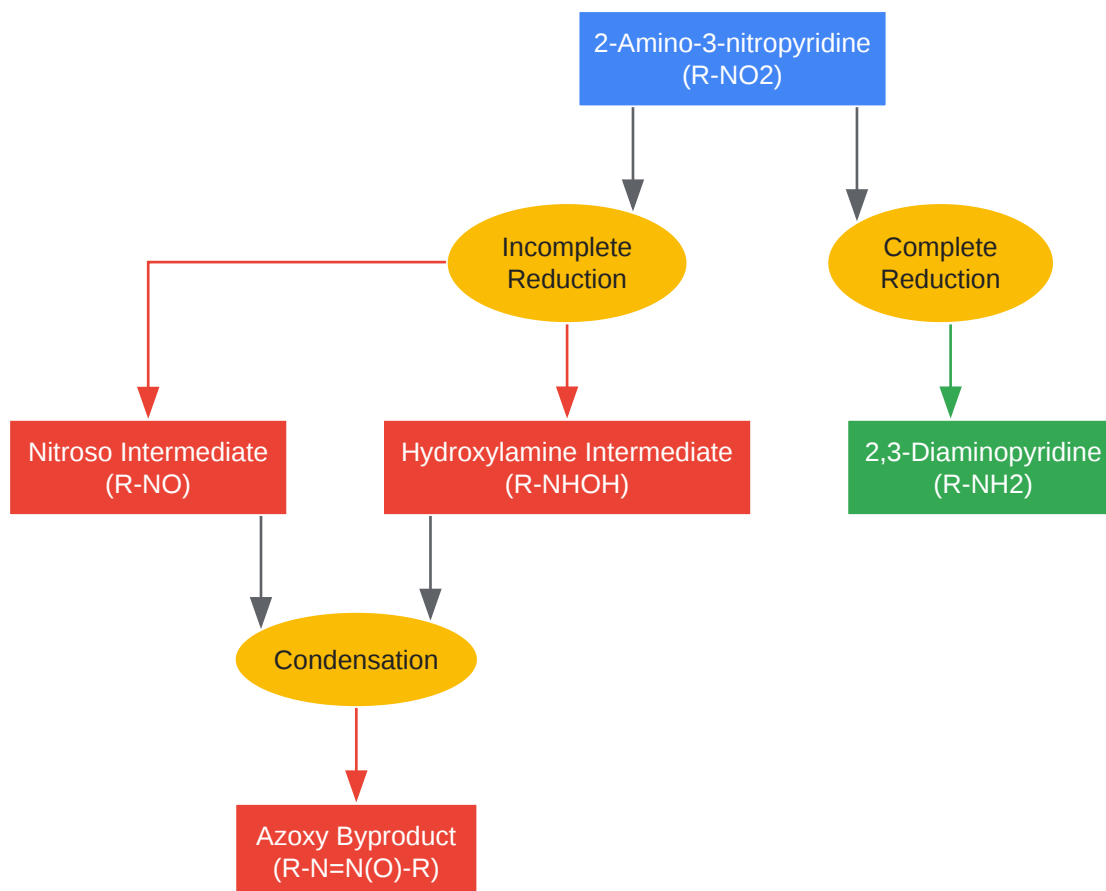 2-Amino-3-nitropyridine
(R-NO2)
Incomplete
Reduction
Complete
Reduction
Nitroso Intermediate
(R-NO)
Hydroxylamine Intermediate
(R-NHOH)
2,3-Diaminopyridine
(R-NH2)
Condensation
Azoxy Byproduct
(R-N=N(O)-R)